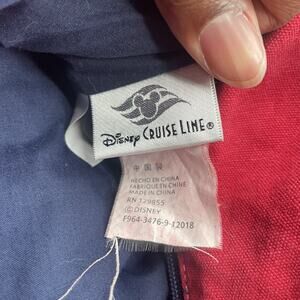 Disney CRUISE LINE®
中国製
HECHO EN CHINA
FABRIQUÉ EN CHINE
MADE IN CHINA
RN 129855
©DISNEY
F964-3476-9-12018